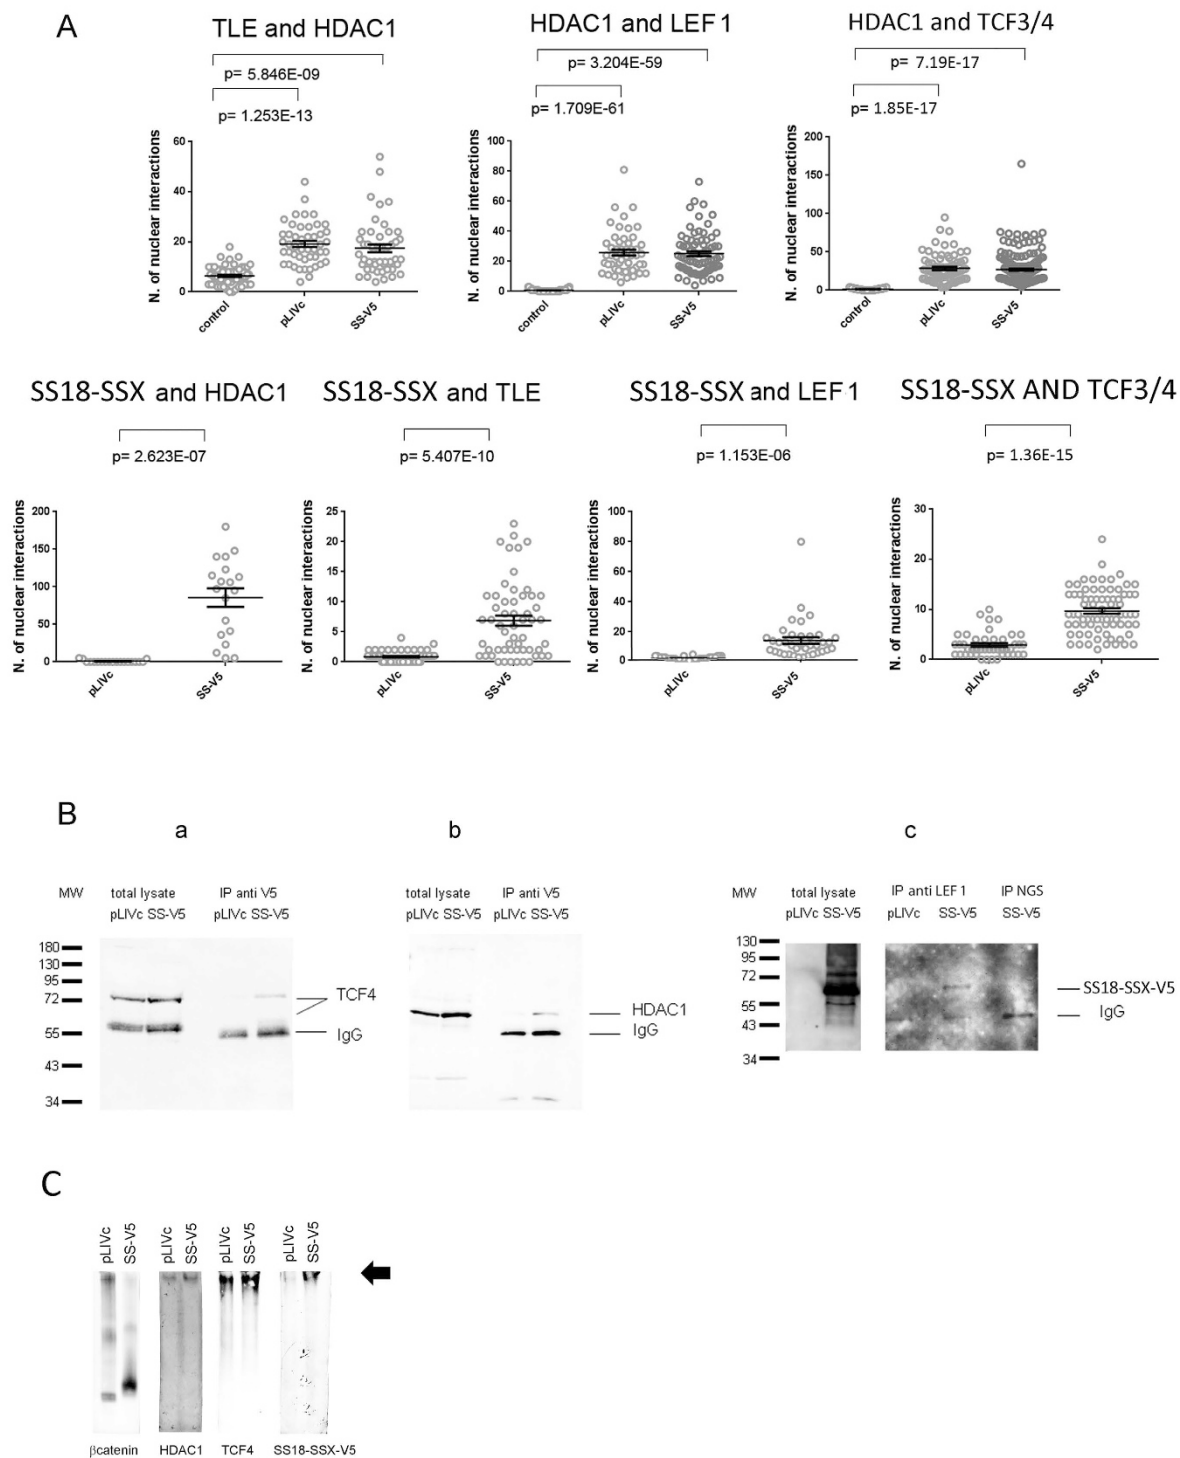 A
TLE and HDAC1
p= 5.846E-09
p= 1.253E-13
N. of nuclear interactions
60
40
20
0
control
pLIVc
SS-V5
HDAC1 and LEF1
p= 3.204E-59
p= 1.709E-61
N. of nuclear interactions
100
80
60
40
20
0
control
pLIVc
SS-V5
HDAC1 and TCF3/4
p= 7.19E-17
p= 1.85E-17
N. of nuclear interactions
200
150
100
50
0
control
pLIVc
SS-V5
SS18-SSX and HDAC1
p= 2.623E-07
N. of nuclear interactions
200
150
100
50
0
pLIVc
SS-V5
SS18-SSX and TLE
p= 5.407E-10
N. of nuclear interactions
25
20
15
10
5
0
pLIVc
SS-V5
SS18-SSX and LEF1
p= 1.153E-06
N. of nuclear interactions
100
80
60
40
20
0
pLIVc
SS-V5
SS18-SSX AND TCF3/4
p= 1.36E-15
N. of nuclear interactions
30
20
10
0
pLIVc
SS-V5
B
a
MW
total lysate
IP anti V5
pLIVc SS-V5
pLIVc SS-V5
180
130
95
72
55
43
34
TCF4
IgG
b
total lysate
IP anti V5
pLIVc SS-V5
pLIVc SS-V5
HDAC1
IgG
c
MW
total lysate
IP anti LEF1
IP NGS
pLIVc SS-V5
pLIVc
SS-V5
SS-V5
130
95
72
55
34
SS18-SSX-V5
IgG
C
pLIVc
SS-V5
pLIVc
SS-V5
pLIVc
SS-V5
pLIVc
SS-V5
βcatenin
HDAC1
TCF4
SS18-SSX-V5